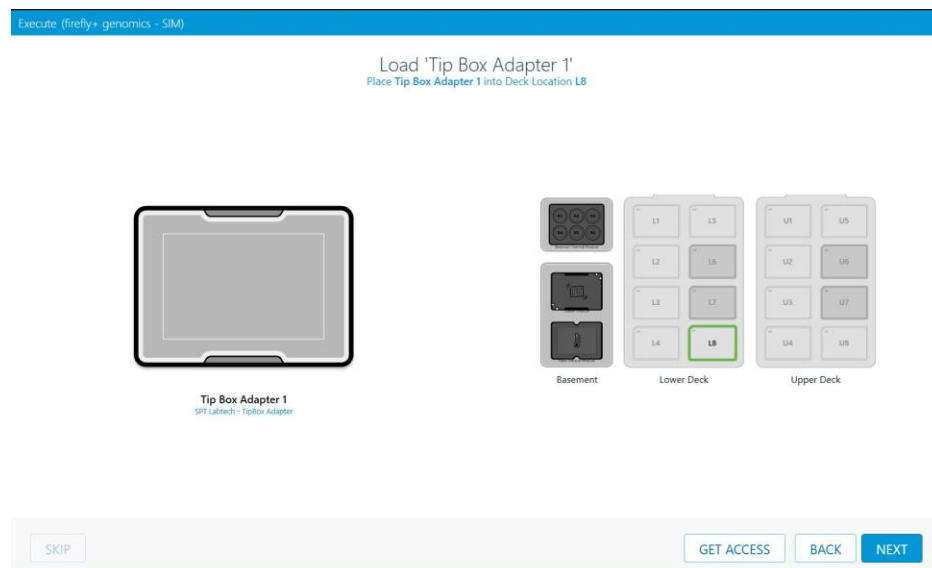 Execute (firefly+ genomics - SIM)
Load 'Tip Box Adapter 1'
Place Tip Box Adapter 1 into Deck Location L8
Tip Box Adapter 1
SPT Labtech - TipBox Adapter
L1 L5
L2 L6
L3 L7
L4 L8
U1 U5
U2 U6
U3 U7
U4 U8
Basement
Lower Deck
Upper Deck
SKIP
GET ACCESS
BACK
NEXT